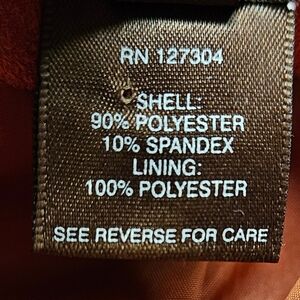 RN 127304
SHELL:
90% POLYESTER
10% SPANDEX
LINING:
100% POLYESTER
SEE REVERSE FOR CARE